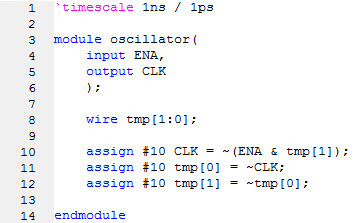 1 `timescale 1ns / 1ps
2
3 module oscillator(
4     input ENA,
5     output CLK
6     );
7
8     wire tmp[1:0];
9
10     assign #10 CLK = ~(ENA & tmp[1]);
11     assign #10 tmp[0] = ~CLK;
12     assign #10 tmp[1] = ~tmp[0];
13
14 endmodule